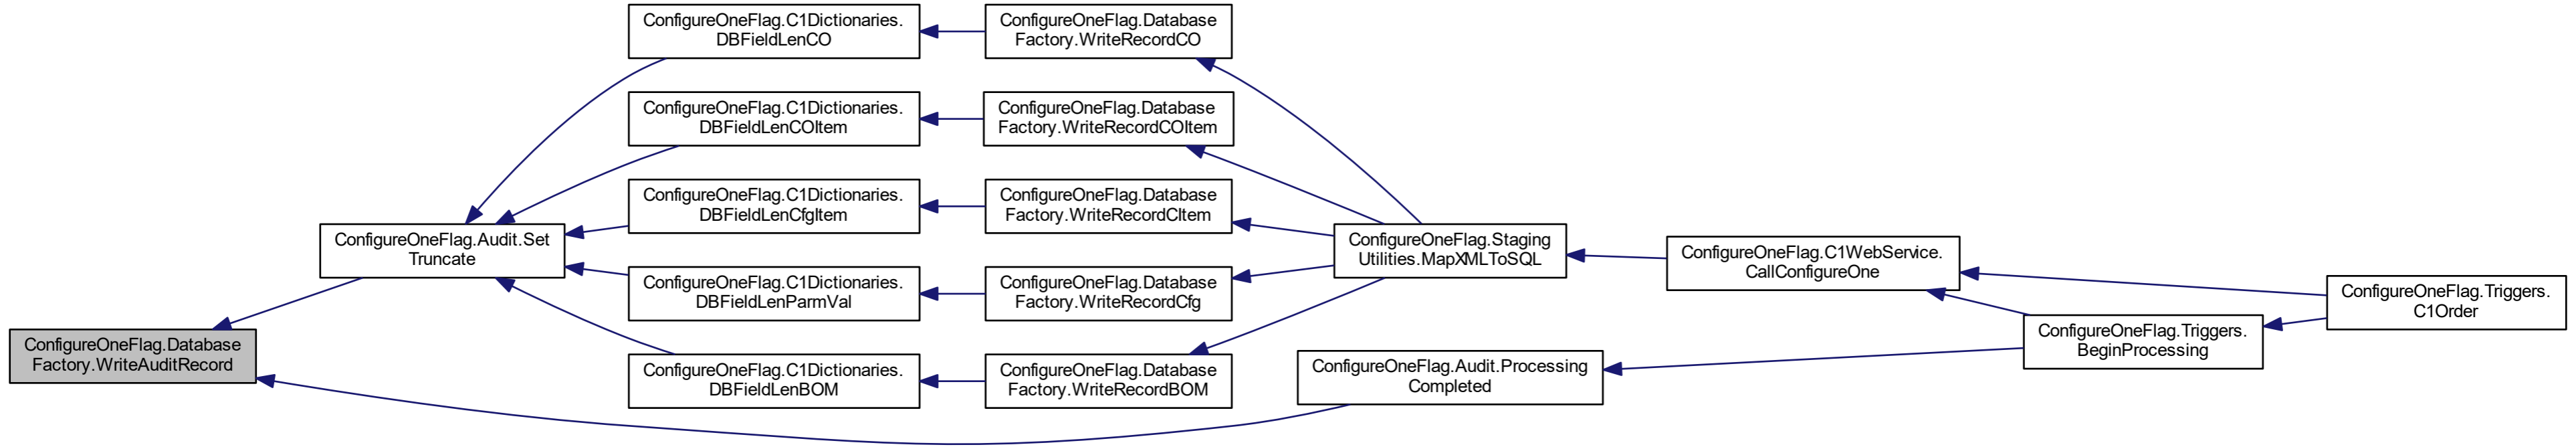 ConfigureOneFlag.Database
Factory.WriteAuditRecord
ConfigureOneFlag.Audit.Set
Truncate
ConfigureOneFlag.C1Dictionaries.
DBFieldLenCO
ConfigureOneFlag.Database
Factory.WriteRecordCO
ConfigureOneFlag.C1Dictionaries.
DBFieldLenCOItem
ConfigureOneFlag.Database
Factory.WriteRecordCOItem
ConfigureOneFlag.C1Dictionaries.
DBFieldLenCfgItem
ConfigureOneFlag.Database
Factory.WriteRecordCItem
ConfigureOneFlag.C1Dictionaries.
DBFieldLenParmVal
ConfigureOneFlag.Database
Factory.WriteRecordCfg
ConfigureOneFlag.C1Dictionaries.
DBFieldLenBOM
ConfigureOneFlag.Database
Factory.WriteRecordBOM
ConfigureOneFlag.Staging
Utilities.MapXMLToSQL
ConfigureOneFlag.Audit.Processing
Completed
ConfigureOneFlag.C1WebService.
CallConfigureOne
ConfigureOneFlag.Triggers.
BeginProcessing
ConfigureOneFlag.Triggers.
C1Order